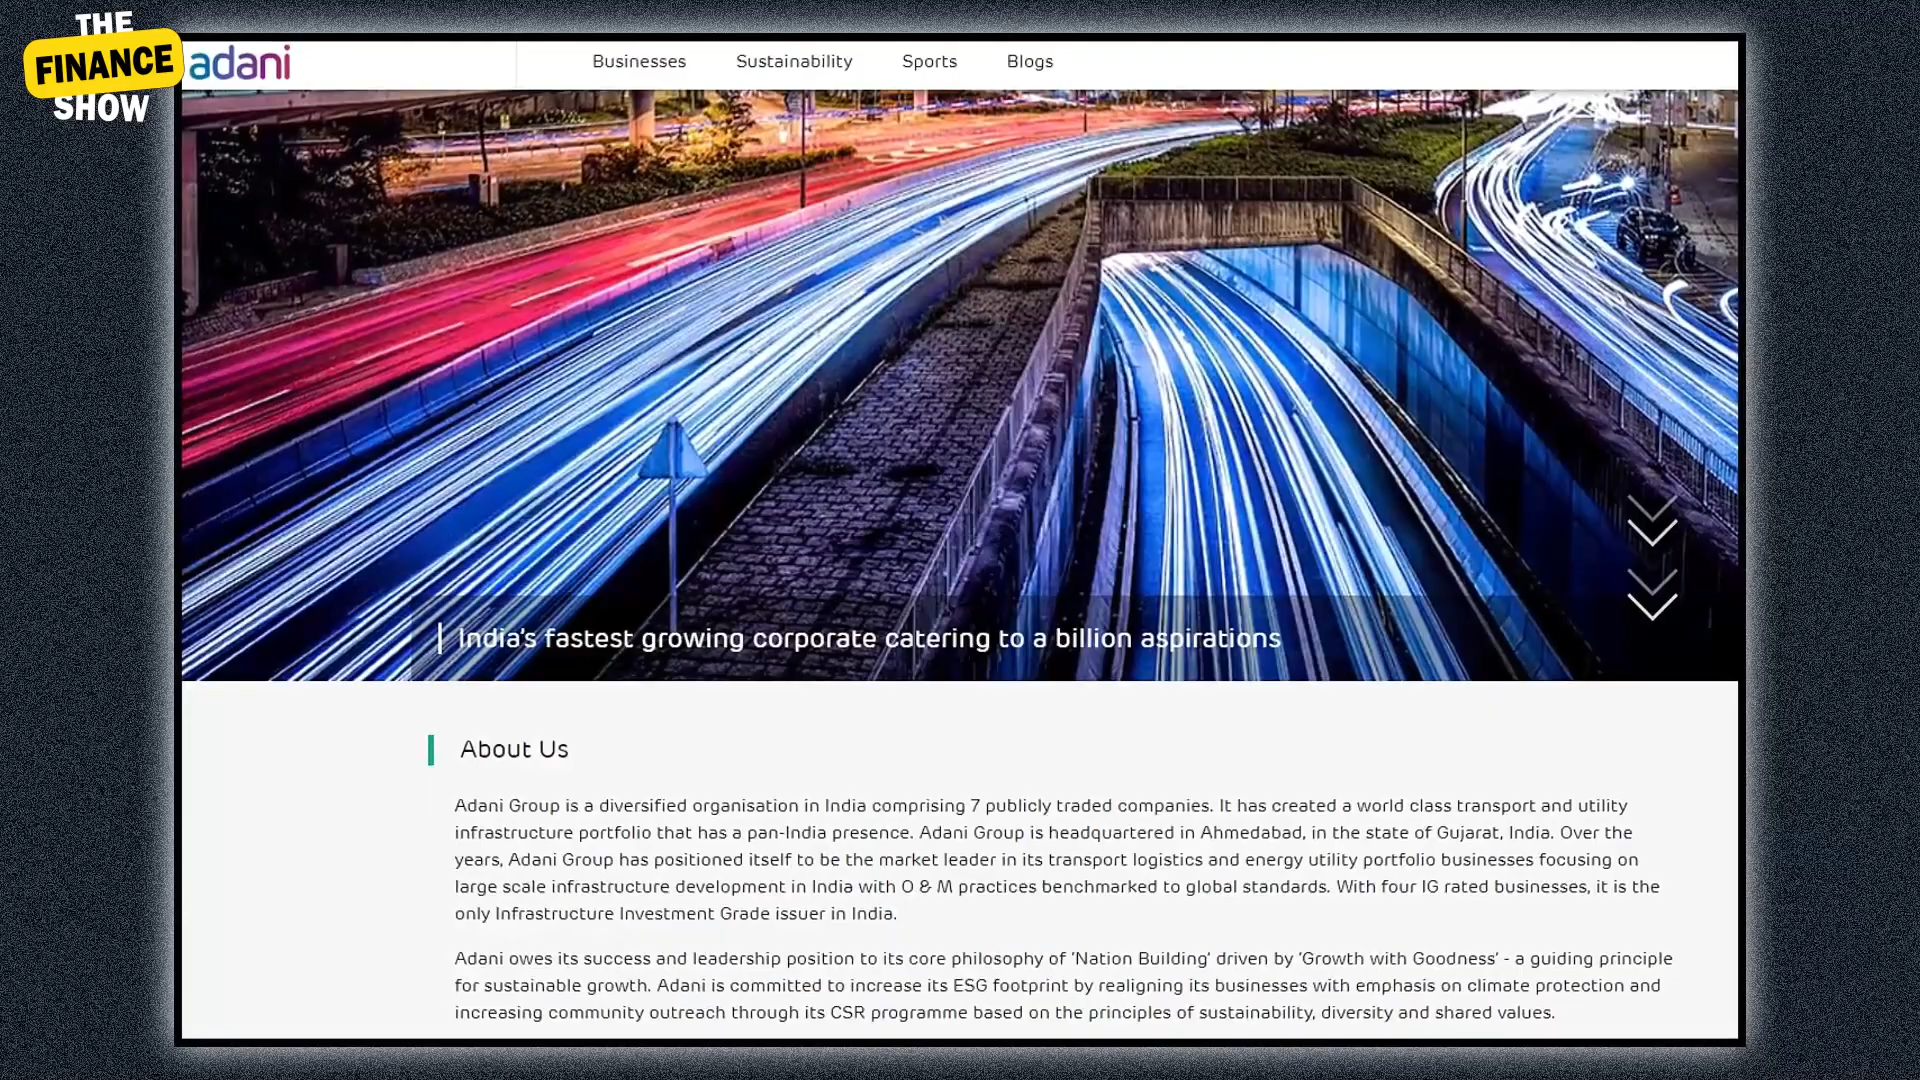 THE
FINANCE
SHOW
adani
Businesses Sustainability Sports Blogs
India's fastest growing corporate catering to a billion aspirations
About Us
Adani Group is a diversified organisation in India comprising 7 publicly traded companies. It has created a world class transport and utility
infrastructure portfolio that has a pan-India presence. Adani Group is headquartered in Ahmedabad, in the state of Gujarat, India. Over the
years, Adani Group has positioned itself to be the market leader in its transport logistics and energy utility portfolio businesses focusing on
large scale infrastructure development in India with O & M practices benchmarked to global standards. With four IG rated businesses, it is the
only Infrastructure Investment Grade issuer in India.
Adani owes its success and leadership position to its core philosophy of 'Nation Building' driven by 'Growth with Goodness' - a guiding principle
for sustainable growth. Adani is committed to increase its ESG footprint by realigning its businesses with emphasis on climate protection and
increasing community outreach through its CSR programme based on the principles of sustainability, diversity and shared values.